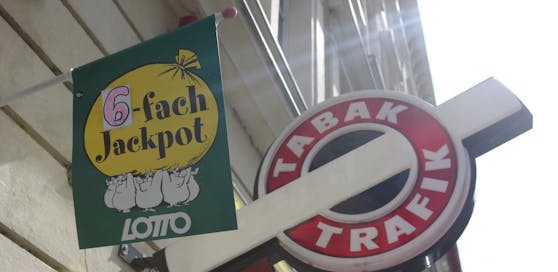 6-fach
Jackpot
LOTTO
TABAK
TRAFIK